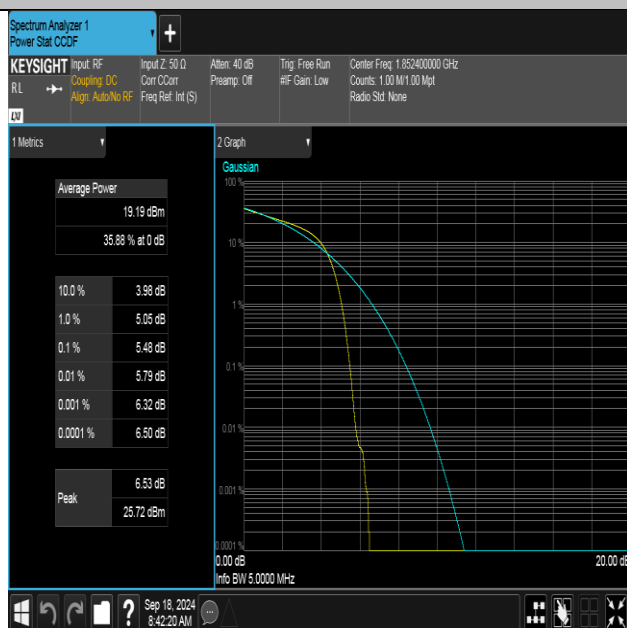 Spectrum Analyzer 1
Power Stat CCDF
+
KEYSIGHT
RL
LXI
Input: RF
Coupling: DC
Align: Auto/No RF
Input Z: 50 Ω
Corr CCorr
Freq Ref: Int (S)
Atten: 40 dB
Preamp: Off
Trig: Free Run
#IF Gain: Low
Center Freq: 1.852400000 GHz
Counts: 1.00 M/1.00 Mpt
Radio Std: None
1 Metrics
Average Power
19.19 dBm
35.88 % at 0 dB
10.0 % 3.98 dB
1.0 % 5.05 dB
0.1 % 5.48 dB
0.01 % 5.79 dB
0.001 % 6.32 dB
0.0001 % 6.50 dB
Peak
6.53 dB
25.72 dBm
2 Graph
Gaussian
100 %
10 %
1 %
0.1 %
0.01 %
0.001 %
0.0001 %
0.00 dB
20.00 dB
Info BW 5.0000 MHz
?
Sep 18, 2024
8:42:20 AM